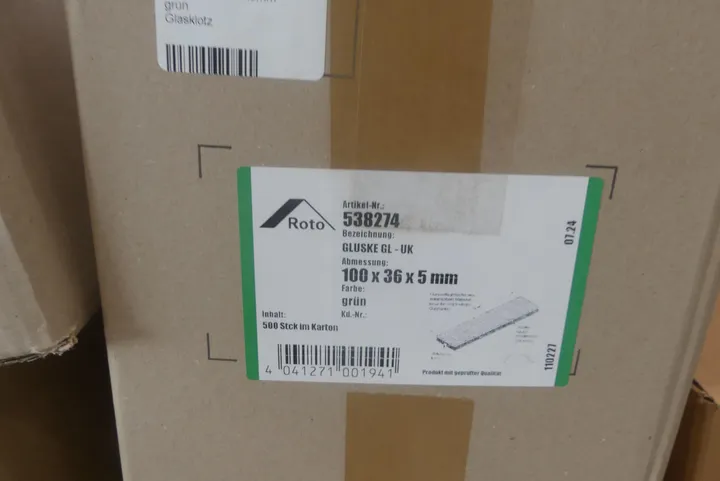 grün
Glasklotz
Roto
Artikel-Nr.:
538274
Bezeichnung:
GLUSKE GL - UK
Abmessung:
100 x 36 x 5 mm
Farbe:
grün
Kd.-Nr.:
Inhalt:
500 Stck im Karton
4 041271 001941
Produkt mit geprüfter Qualität
07.24
110227